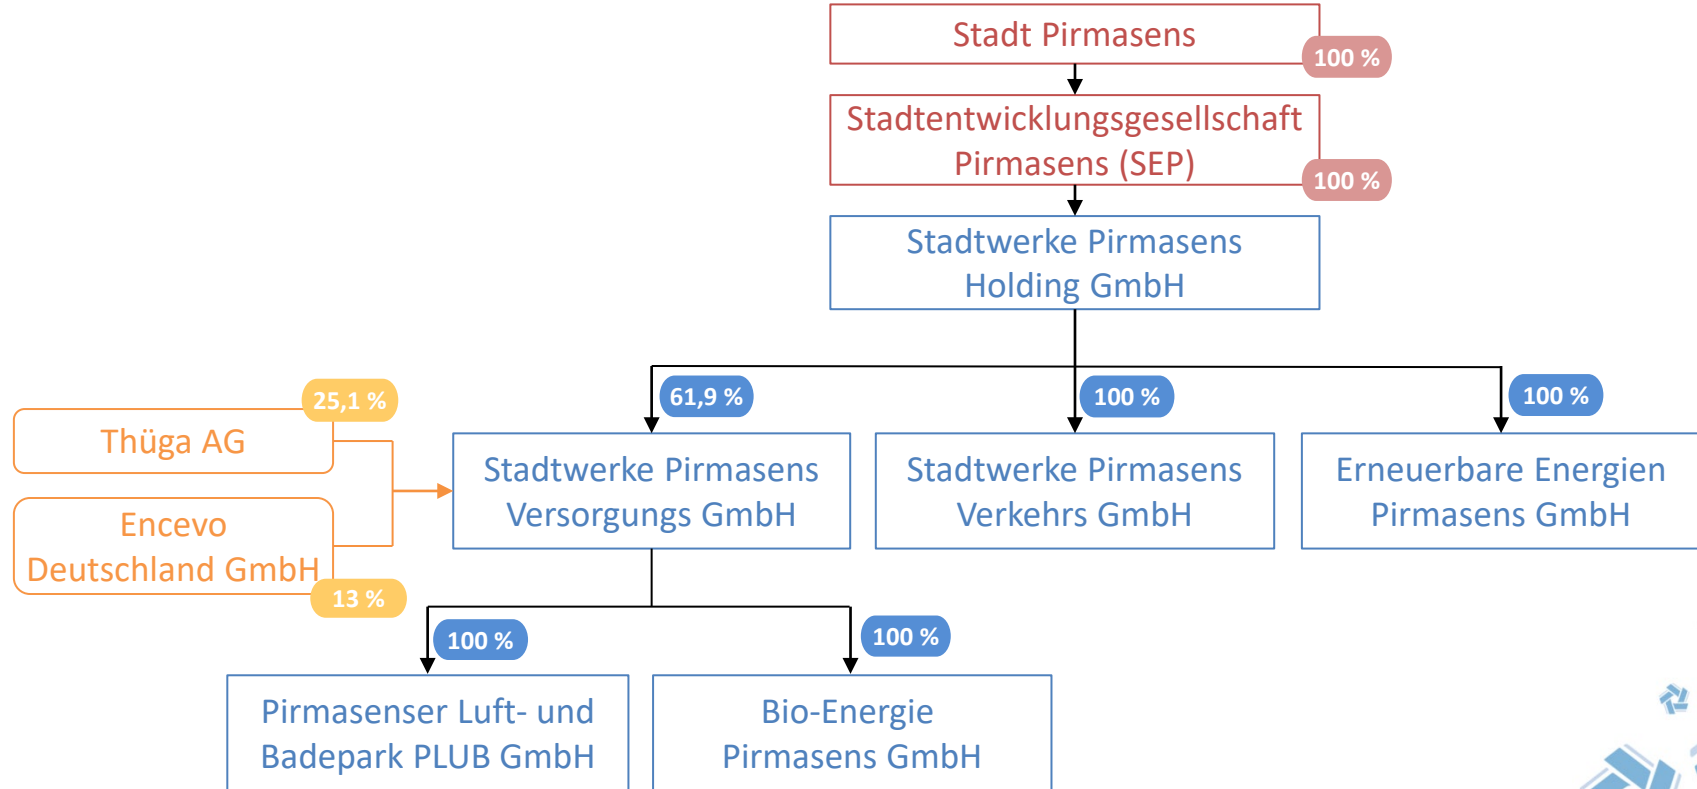 Stadt Pirmasens
100 %
Stadtentwicklungsgesellschaft
Pirmasens (SEP)
100 %
Stadtwerke Pirmasens
Holding GmbH
25,1 %
Thüga AG
Encevo
Deutschland GmbH
13 %
61,9 %
Stadtwerke Pirmasens
Versorgungs GmbH
100 %
Stadtwerke Pirmasens
Verkehrs GmbH
100 %
Erneuerbare Energien
Pirmasens GmbH
100 %
Pirmasenser Luft- und
Badepark PLUB GmbH
100 %
Bio-Energie
Pirmasens GmbH